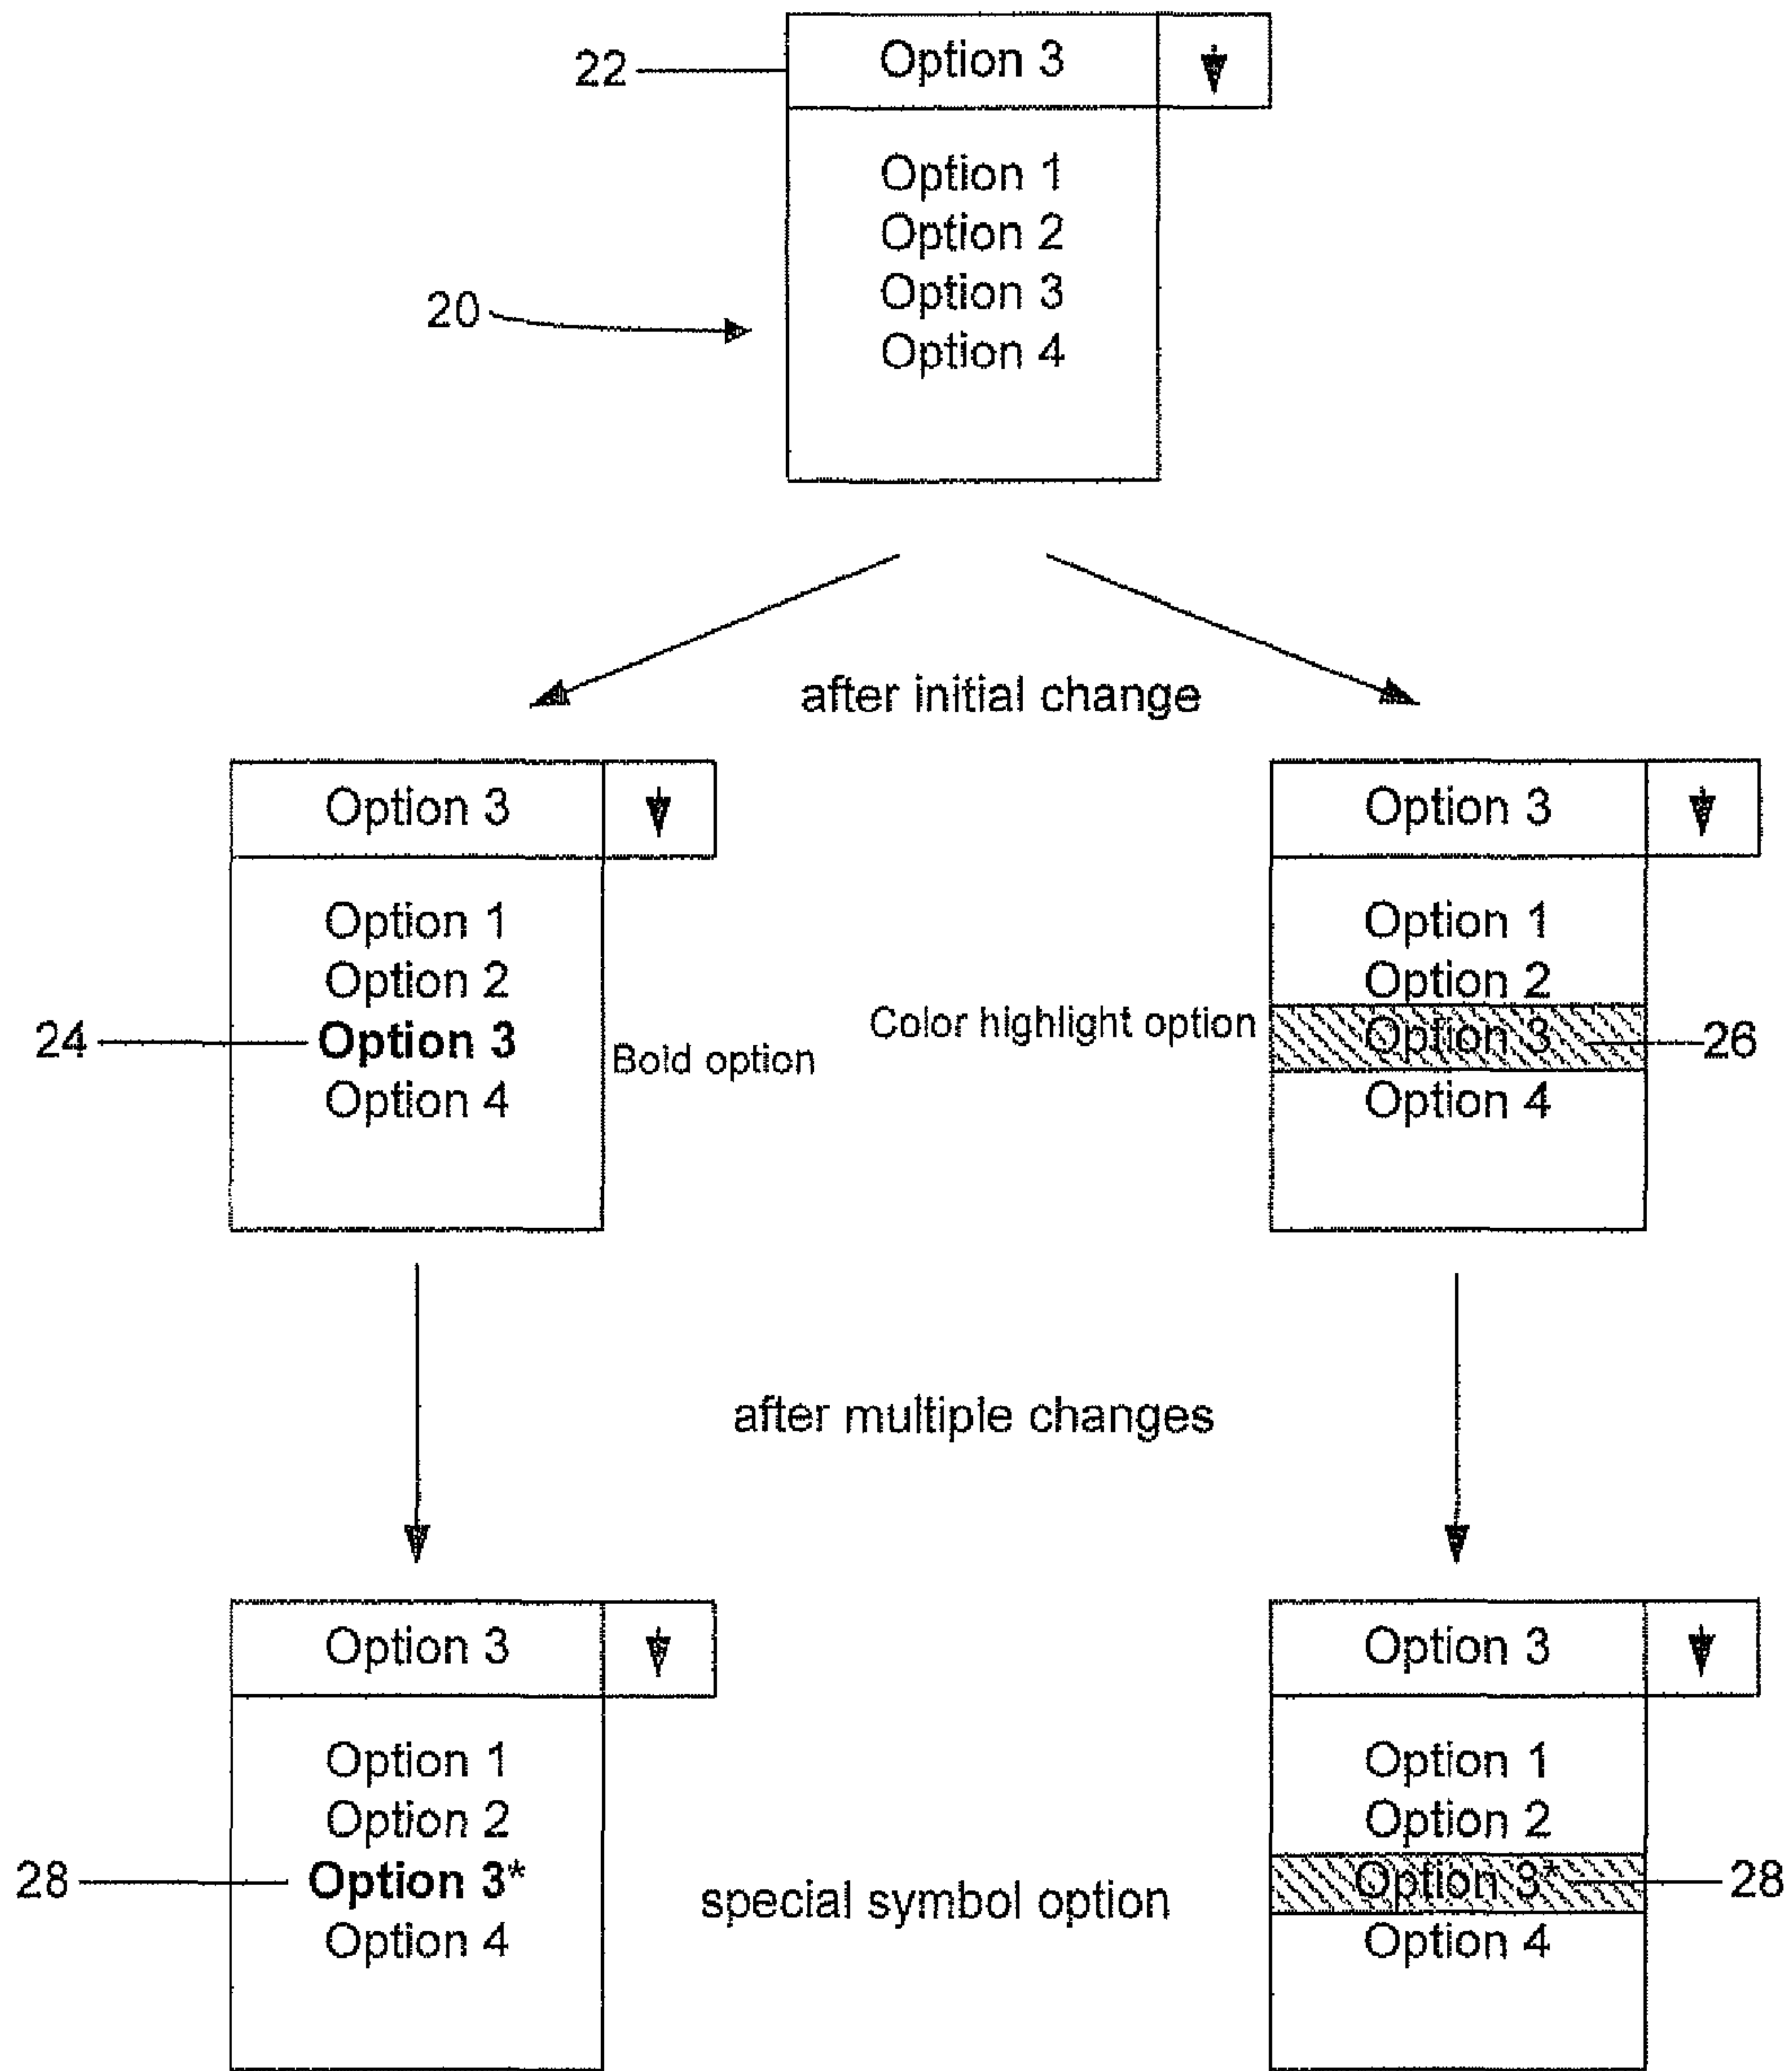 22
Option 3
Option 1
Option 2
20
Option 3
Option 4
after initial change
Option 3
Option 1
Option 2
24
Option 3
Bold option
Option 4
Option 3
Option 1
Option 2
Color highlight option
Option 3
26
Option 4
after multiple changes
Option 3
Option 1
Option 2
28
Option 3*
Option 4
special symbol option
Option 3
Option 1
Option 2
Option 3*
28
Option 4